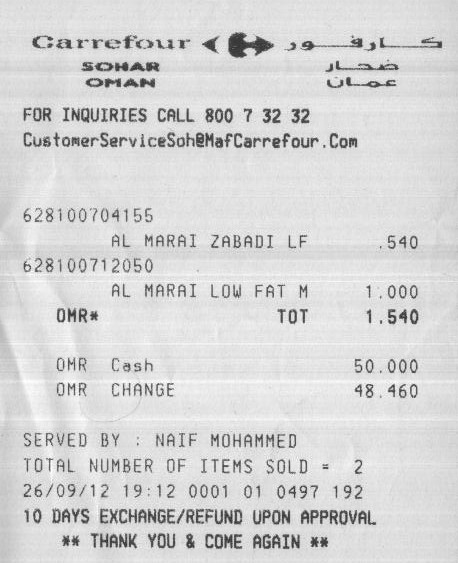 Carrefour كارفور
SOHAR صحار
OMAN عمان
FOR INQUIRIES CALL 800 7 32 32
CustomerServiceSoh@MafCarrefour.Com
628100704155
AL MARAI ZABADI LF .540
628100712050
AL MARAI LOW FAT M 1.000
OMR* TOT 1.540
OMR Cash 50.000
OMR CHANGE 48.460
SERVED BY : NAIF MOHAMMED
TOTAL NUMBER OF ITEMS SOLD = 2
26/09/12 19:12 0001 01 0497 192
10 DAYS EXCHANGE/REFUND UPON APPROVAL
** THANK YOU & COME AGAIN **